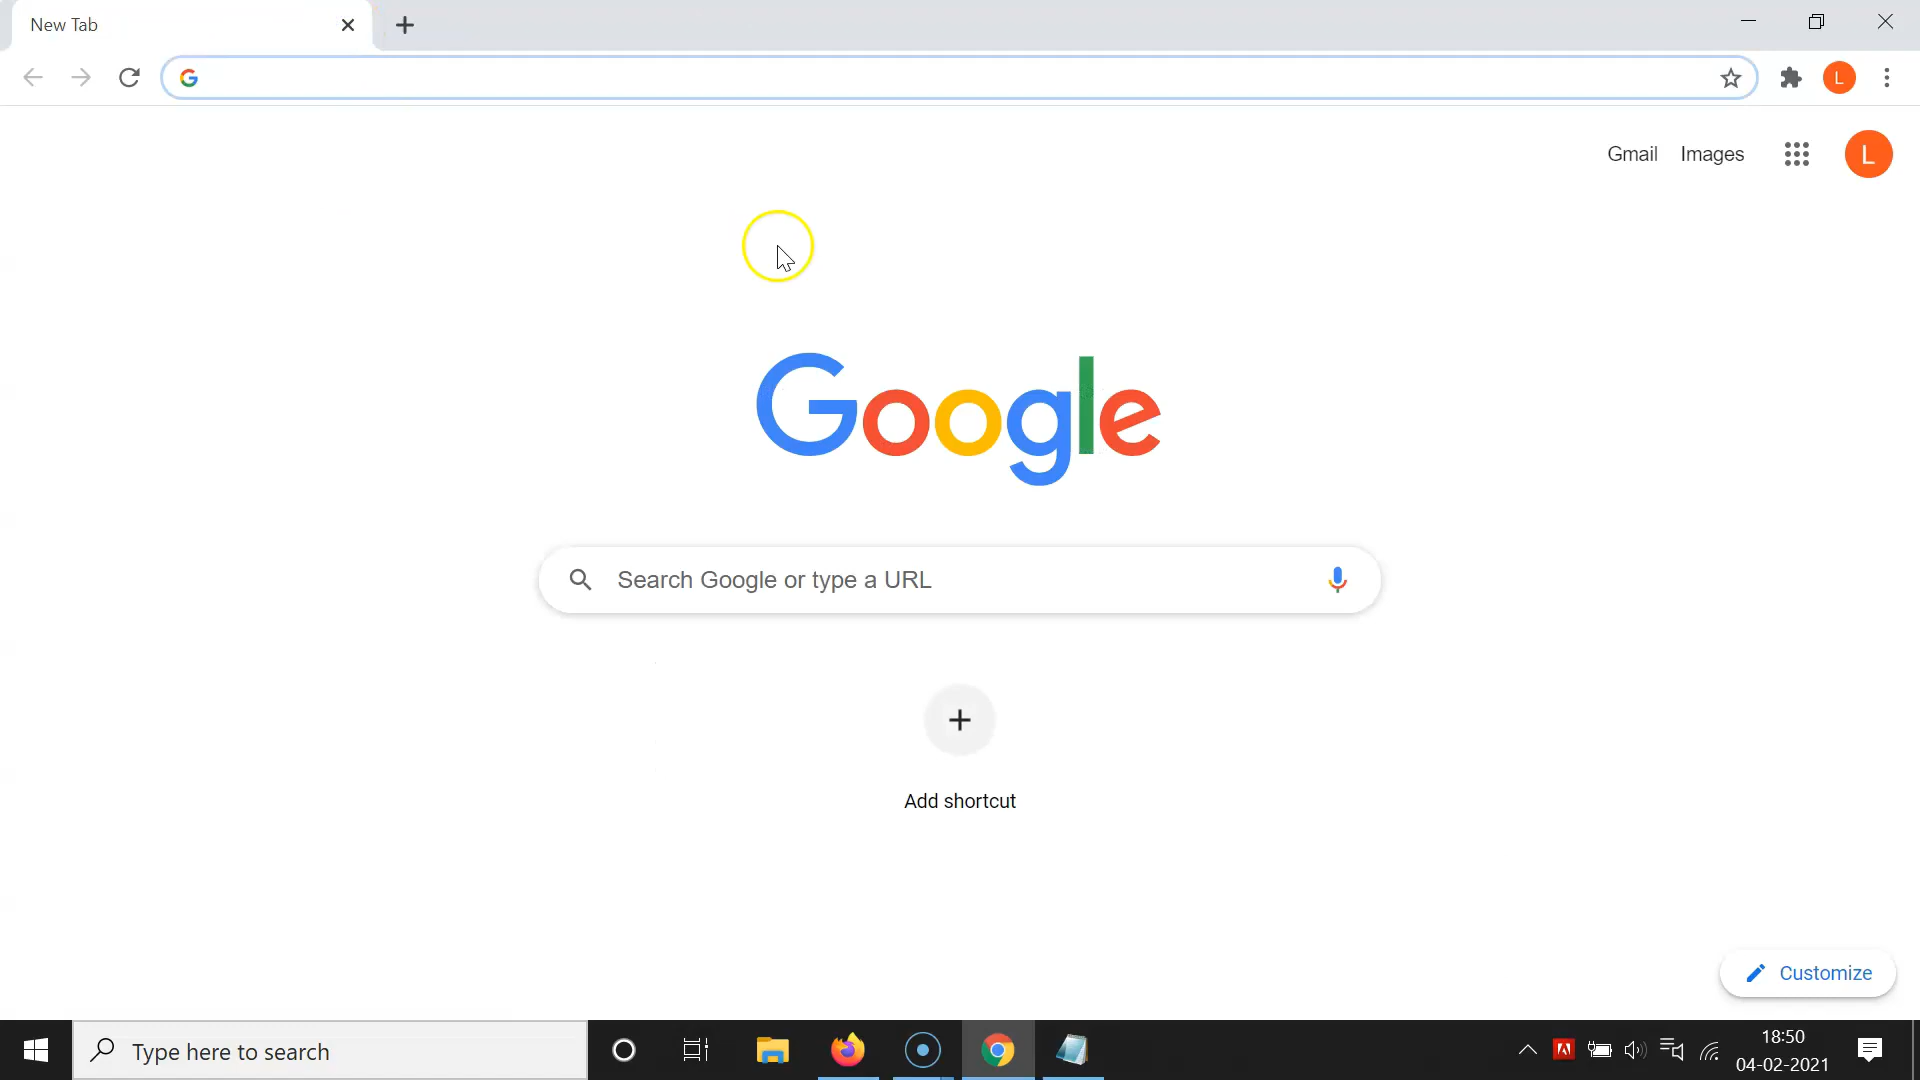 New Tab
Gmail Images
L
L
Google
Search Google or type a URL
Add shortcut
Customize
Type here to search
18:50
04-02-2021